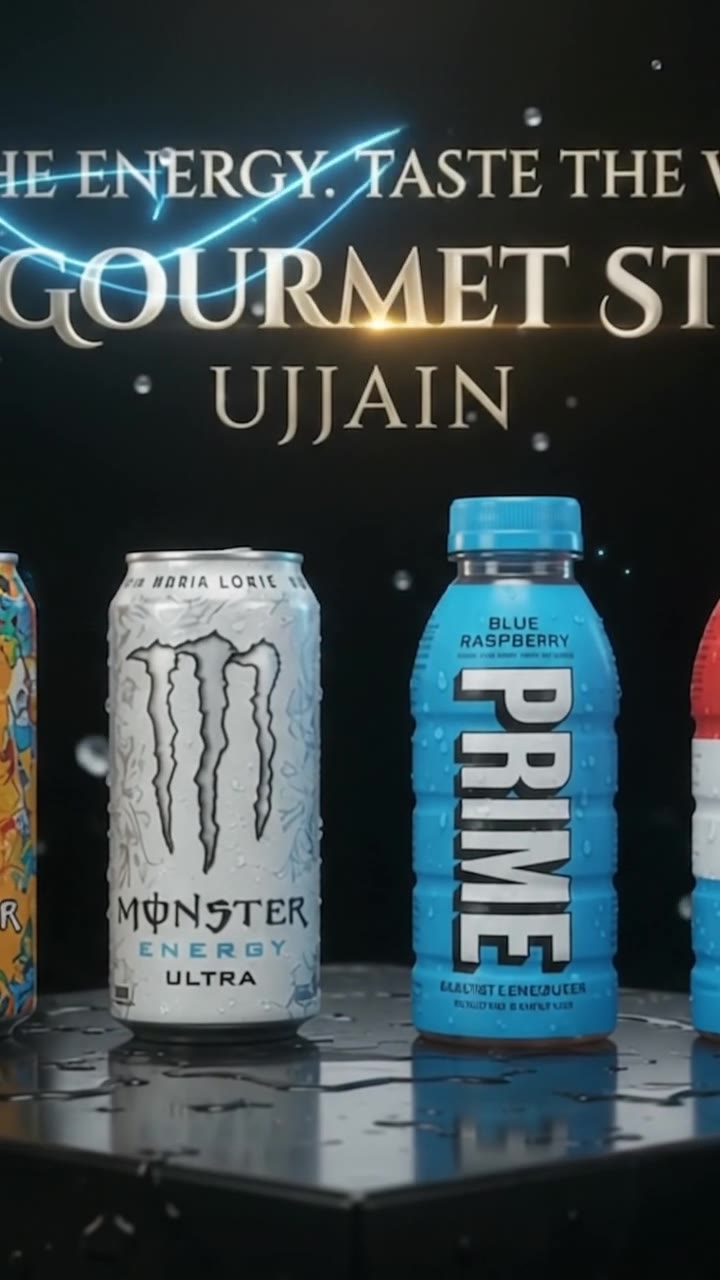 HE ENERGY. TASTE THE
GOURMET ST
UJJAIN
BLUE
RASPBERRY
PRIME
R
MONSTER
ENERGY
ULTRA